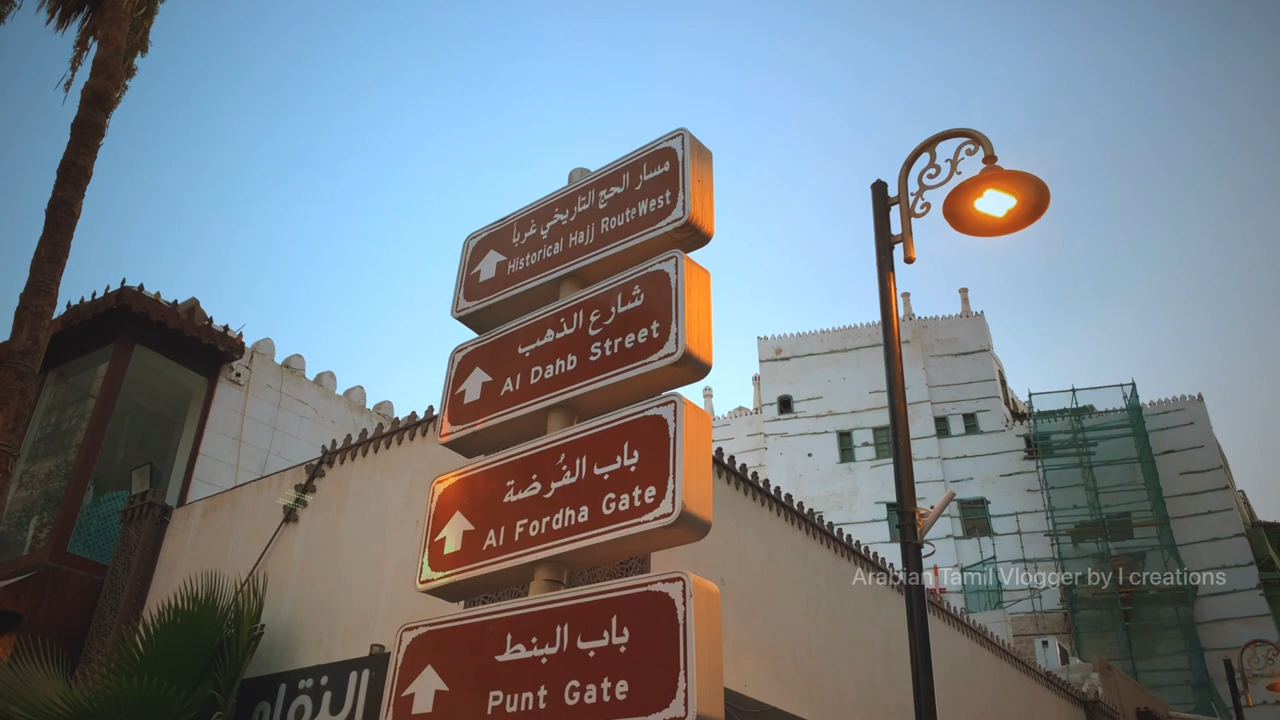 مسار الحج التاريخي غرباً
Historical Hajj Route West
شارع الذهب
Al Dahb Street
باب الفُرضة
Al Fordha Gate
باب البنط
Punt Gate
Arabian Tamil Vlogger by I creations